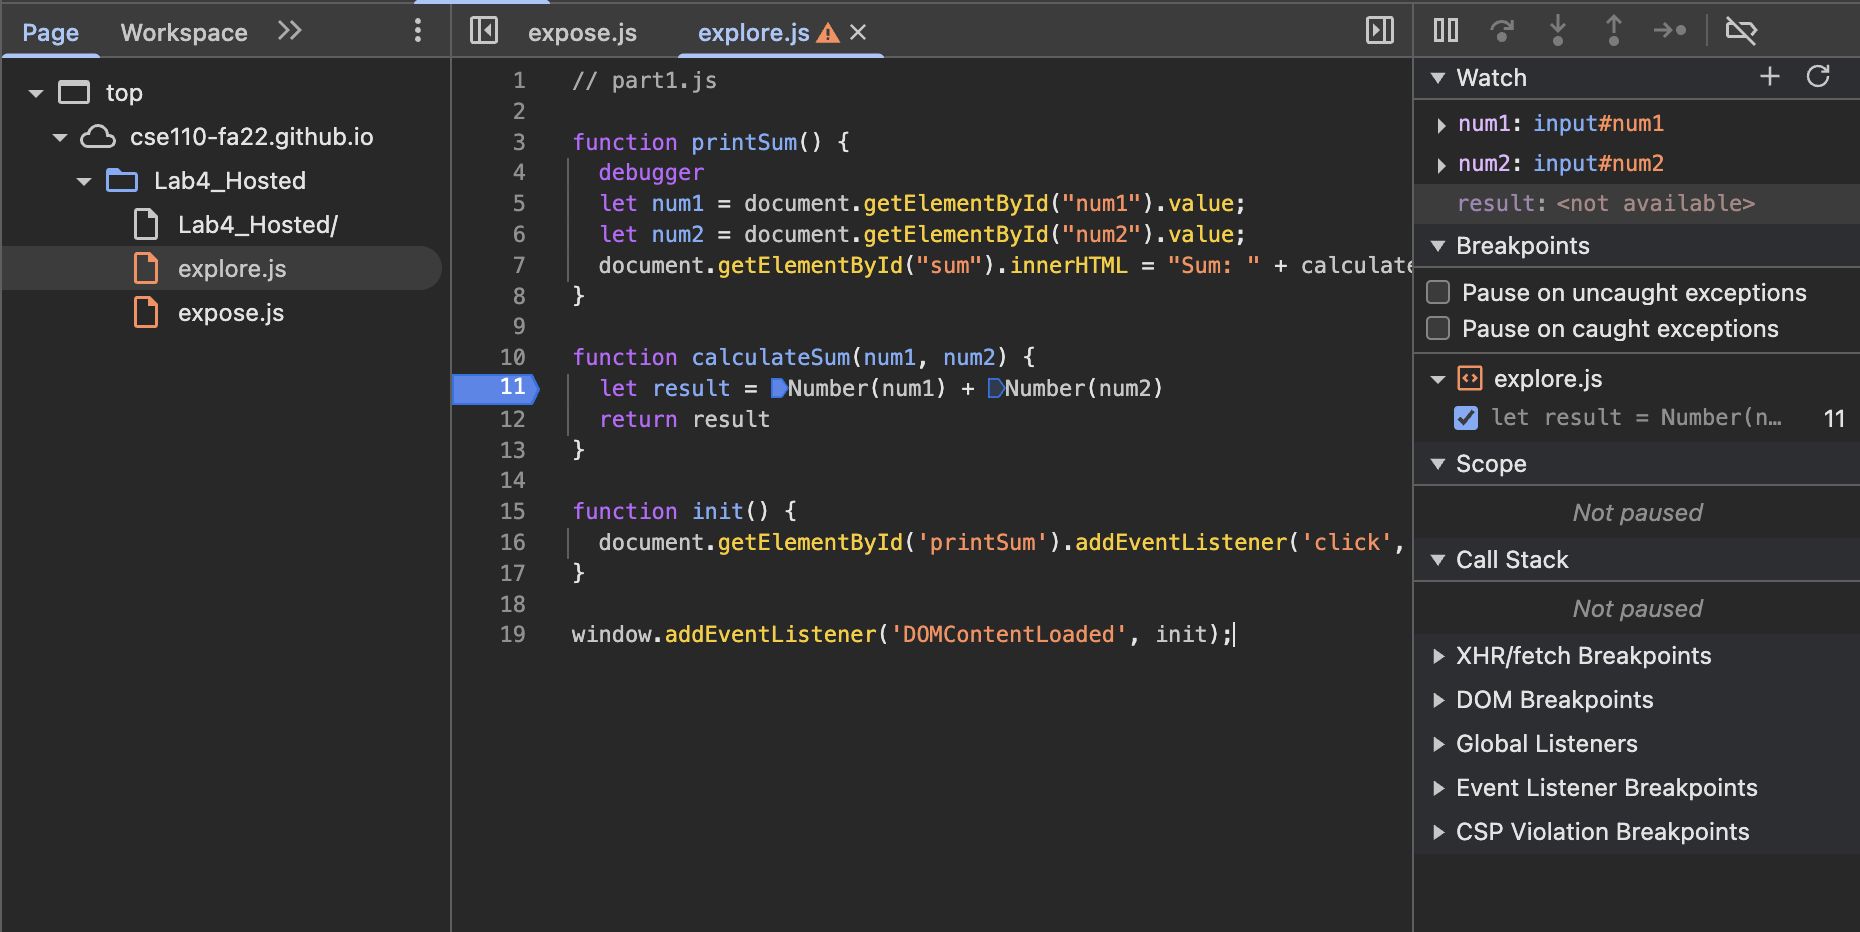 Page Workspace
top
cse110-fa22.github.io
Lab4_Hosted
Lab4_Hosted/
explore.js
expose.js
expose.js explore.js
1 // part1.js
2
3 function printSum() {
4 debugger
5 let num1 = document.getElementById("num1").value;
6 let num2 = document.getElementById("num2").value;
7 document.getElementById("sum").innerHTML = "Sum: " + calculate
8 }
9
10 function calculateSum(num1, num2) {
11 let result = Number(num1) + Number(num2)
12 return result
13 }
14
15 function init() {
16 document.getElementById('printSum').addEventListener('click',
17 }
18
19 window.addEventListener('DOMContentLoaded', init);
Watch
num1: input#num1
num2: input#num2
result: <not available>
Breakpoints
Pause on uncaught exceptions
Pause on caught exceptions
explore.js
let result = Number(n… 11
Scope
Not paused
Call Stack
Not paused
XHR/fetch Breakpoints
DOM Breakpoints
Global Listeners
Event Listener Breakpoints
CSP Violation Breakpoints